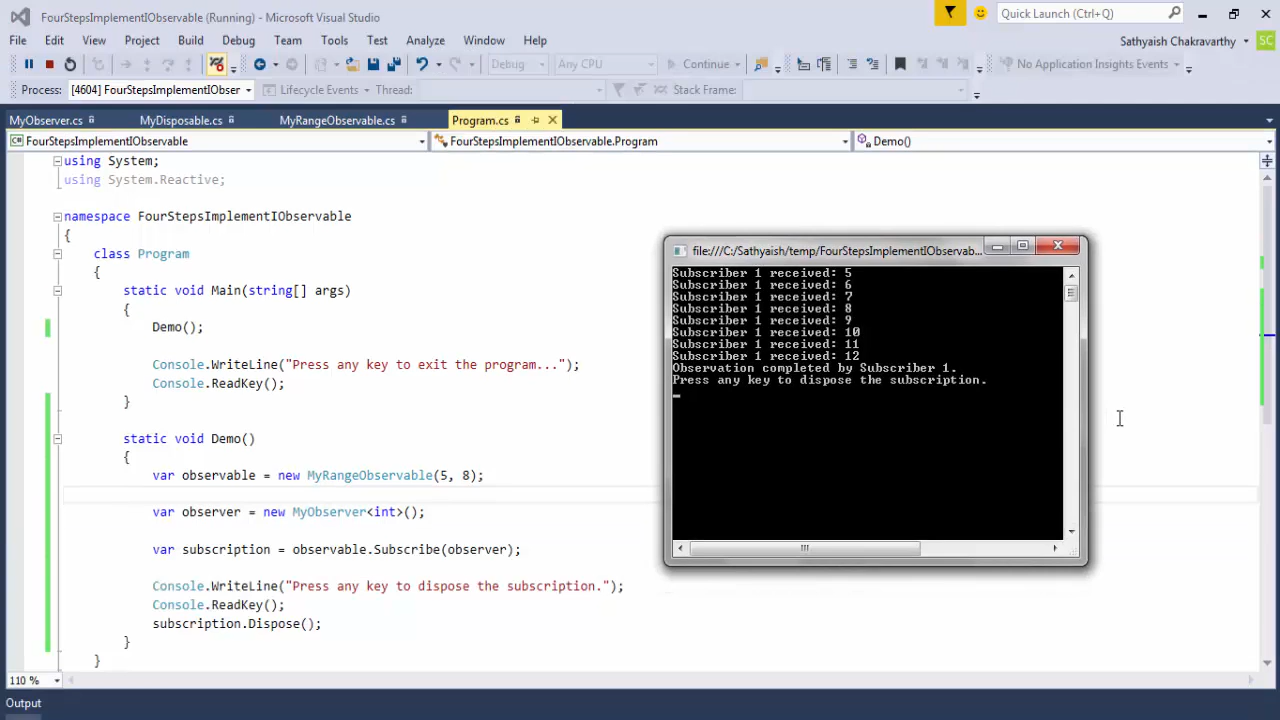 FourStepsImplementIObservable (Running) - Microsoft Visual Studio
Quick Launch (Ctrl+Q)
File Edit View Project Build Debug Team Tools Test Analyze Window Help
Sathyaish Chakravarthy SC
Debug Any CPU Continue No Application Insights Events
Process: [4604] FourStepsImplementIObser Lifecycle Events Thread: Stack Frame:
MyObserver.cs MyDisposable.cs MyRangeObservable.cs Program.cs
FourStepsImplementIObservable FourStepsImplementIObservable.Program Demo()
using System;
using System.Reactive;
namespace FourStepsImplementIObservable
{
class Program
{
static void Main(string[] args)
{
Demo();
Console.WriteLine("Press any key to exit the program...");
Console.ReadKey();
}
static void Demo()
{
var observable = new MyRangeObservable(5, 8);
var observer = new MyObserver<int>();
var subscription = observable.Subscribe(observer);
Console.WriteLine("Press any key to dispose the subscription.");
Console.ReadKey();
subscription.Dispose();
}
}
file:///C:/Sathyaish/temp/FourStepsImplementIObservab...
Subscriber 1 received: 5
Subscriber 1 received: 6
Subscriber 1 received: 7
Subscriber 1 received: 8
Subscriber 1 received: 9
Subscriber 1 received: 10
Subscriber 1 received: 11
Subscriber 1 received: 12
Observation completed by Subscriber 1.
Press any key to dispose the subscription.
110 %
Output